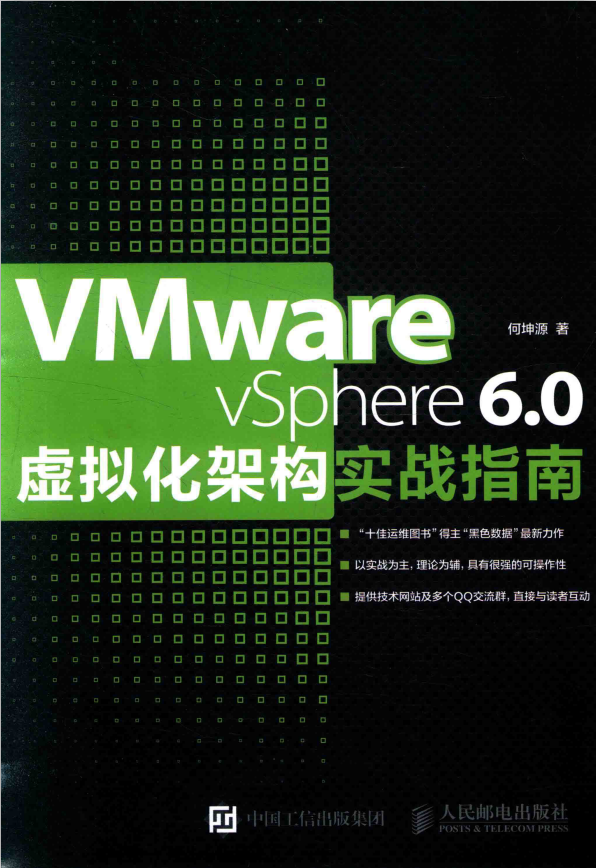 VMware
何坤源 著
vSphere 6.0
虚拟化架构实战指南
“十佳运维图书”得主“黑色数据”最新力作
以实战为主，理论为辅，具有很强的可操作性
提供技术网站及多个QQ交流群，直接与读者互动
中国工信出版集团
人民邮电出版社
POSTS & TELECOM PRESS